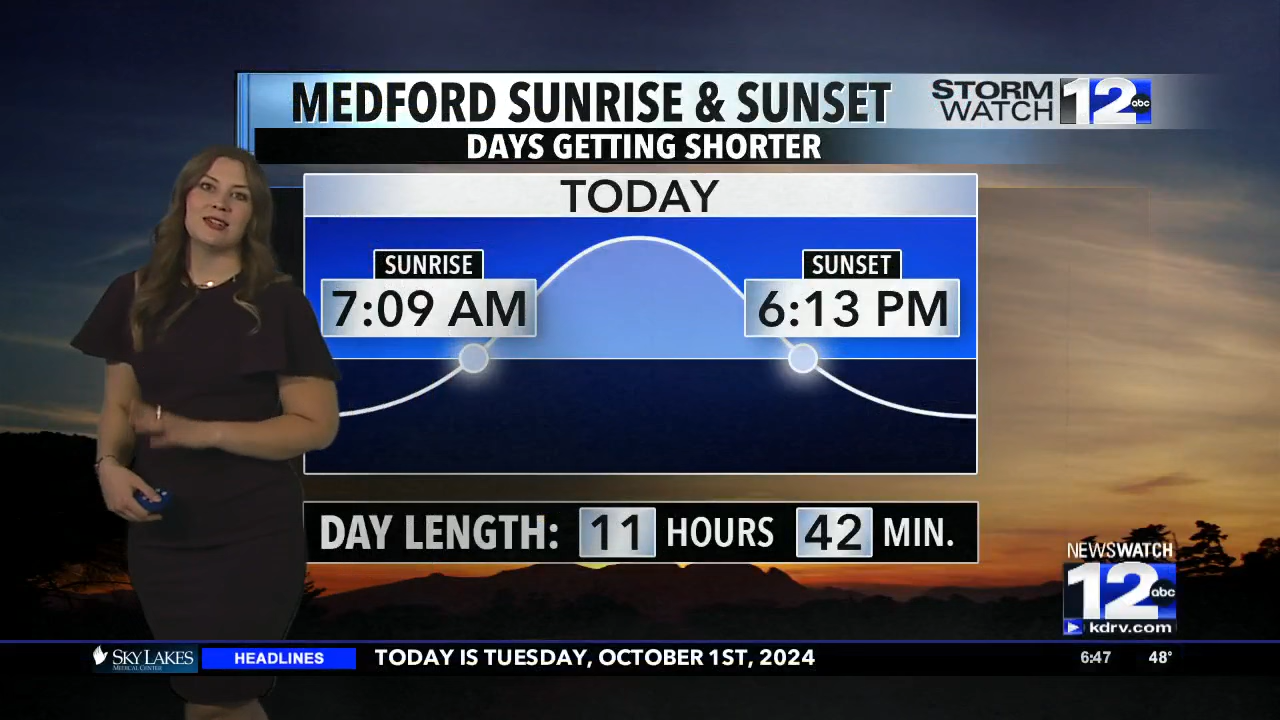 MEDFORD SUNRISE & SUNSET
STORM
WATCH
12
abc
DAYS GETTING SHORTER
TODAY
SUNRISE
SUNSET
7:09 AM
6:13 PM
DAY LENGTH: 11 HOURS 42 MIN.
NEWSWATCH
12
abc
kdrv.com
SKY LAKES
MEDICAL CENTER
HEADLINES
TODAY IS TUESDAY, OCTOBER 1ST, 2024
6:47
48°